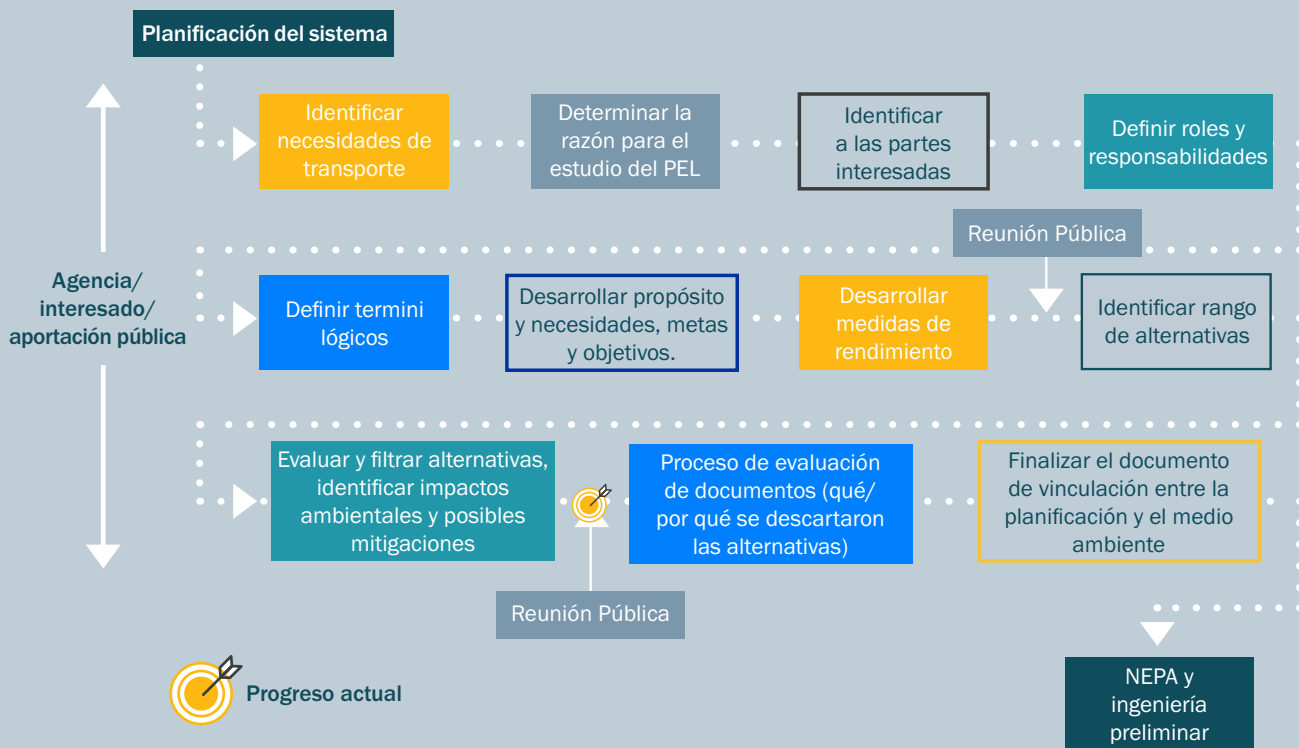 Planificación del sistema
Identificar
necesidades de
transporte
Determinar la
razón para el
estudio del PEL
Identificar
a las partes
interesadas
Definir roles y
responsabilidades
Reunión Pública
Agencia/
interesado/
aportación pública
Definir termini
lógicos
Desarrollar propósito
y necesidades, metas
y objetivos.
Desarrollar
medidas de
rendimiento
Identificar rango
de alternativas
Evaluar y filtrar alternativas,
identificar impactos
ambientales y posibles
mitigaciones
Proceso de evaluación
de documentos (qué/
por qué se descartaron
las alternativas)
Finalizar el documento
de vinculación entre la
planificación y el medio
ambiente
Reunión Pública
Progreso actual
NEPA y
ingeniería
preliminar